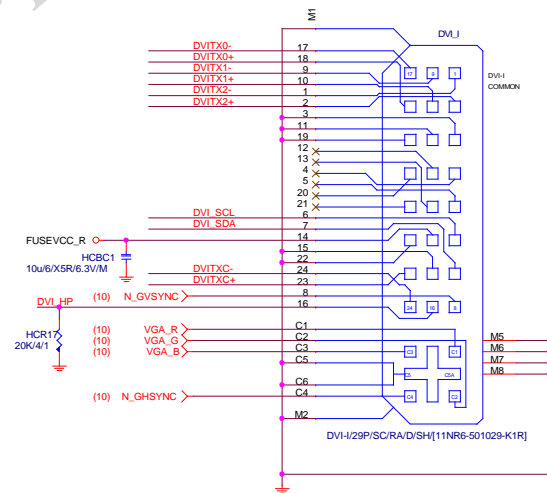 M1
DVI_I
DVITX0- 17
DVITX0+ 18
DVITX1- 9
DVITX1+ 10
DVITX2- 1
DVITX2+ 2
17 9 1
DVI-I
COMMON
3
11
19
12
13
4
5
20
21
DVI_SCL 6
DVI_SDA 7
FUSEVCC_R 14
15
HCBC1
10u/6/X5R/6.3V/M
22
DVITXC- 24
DVITXC+ 23
(10) N_GVSYNC 8
DVI_HP 16
24 16 8
HCR17
20K/4/1
(10) VGA_R C1
(10) VGA_G C2
(10) VGA_B C3
C5
C3 C1
C5 C5A
C6
(10) N_GHSYNC C4
C4 C2
M2
M5
M6
M7
M8
DVI-I/29P/SC/RA/D/SH/[11NR6-501029-K1R]